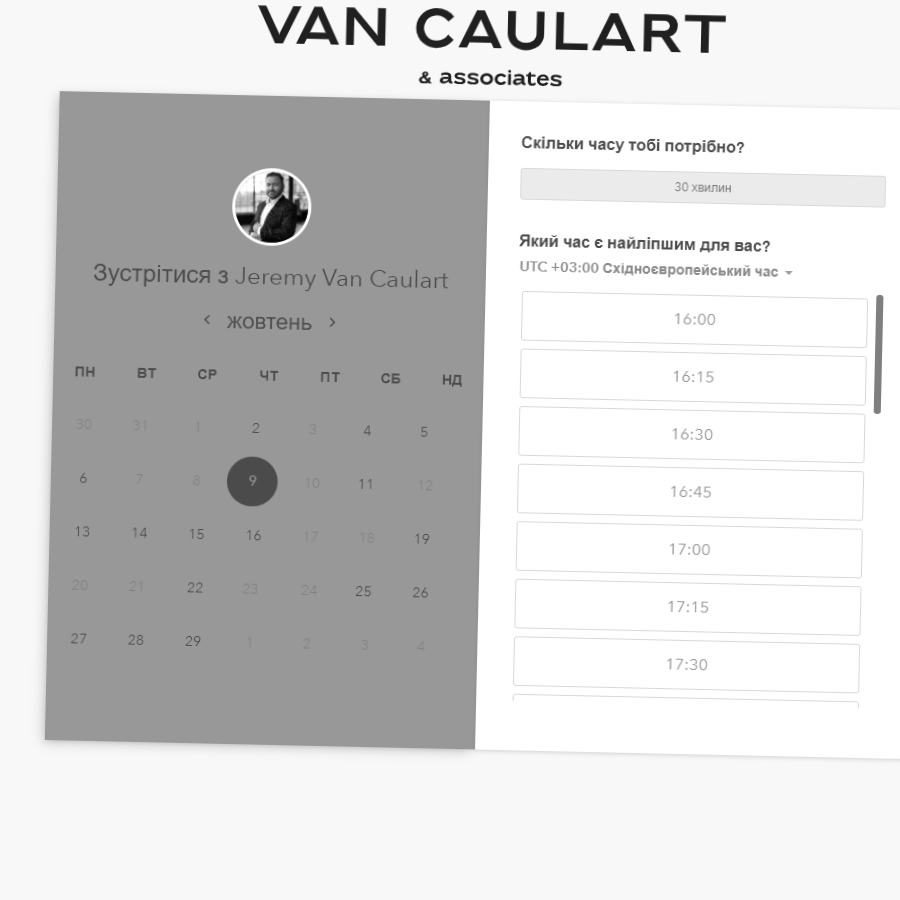 VAN CAULART
& associates
Зустрітися з Jeremy Van Caulart
жовтень
ПН ВТ СР ЧТ ПТ СБ НД
30 31 1 2 3 4 5
6 7 8 9 10 11 12
13 14 15 16 17 18 19
20 21 22 23 24 25 26
27 28 29 1 2 3 4
Скільки часу тобі потрібно?
30 хвилин
Який час є найліпшим для вас?
UTC +03:00 Східноєвропейський час
16:00
16:15
16:30
16:45
17:00
17:15
17:30